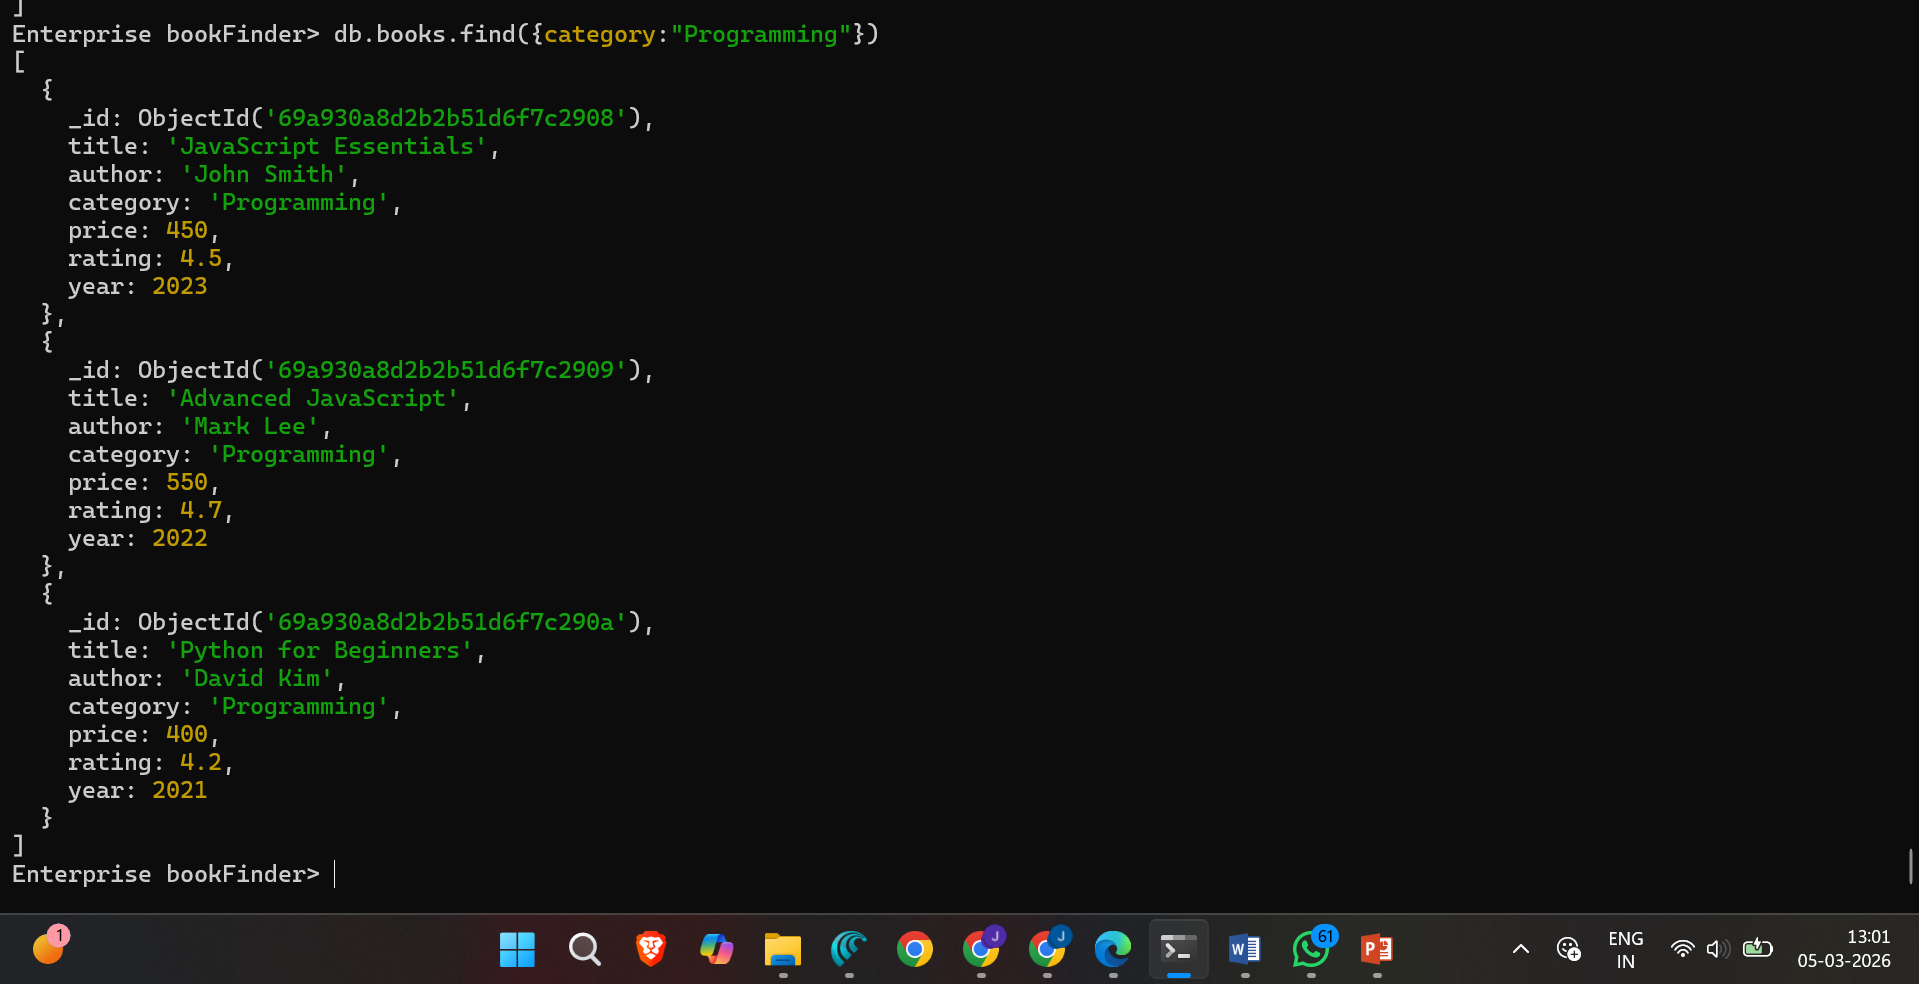 ]
Enterprise bookFinder> db.books.find({category:"Programming"})
[
  {
    _id: ObjectId('69a930a8d2b2b51d6f7c2908'),
    title: 'JavaScript Essentials',
    author: 'John Smith',
    category: 'Programming',
    price: 450,
    rating: 4.5,
    year: 2023
  },
  {
    _id: ObjectId('69a930a8d2b2b51d6f7c2909'),
    title: 'Advanced JavaScript',
    author: 'Mark Lee',
    category: 'Programming',
    price: 550,
    rating: 4.7,
    year: 2022
  },
  {
    _id: ObjectId('69a930a8d2b2b51d6f7c290a'),
    title: 'Python for Beginners',
    author: 'David Kim',
    category: 'Programming',
    price: 400,
    rating: 4.2,
    year: 2021
  }
]
Enterprise bookFinder>
1
J
J
W
61
P
ENG
IN
13:01
05-03-2026